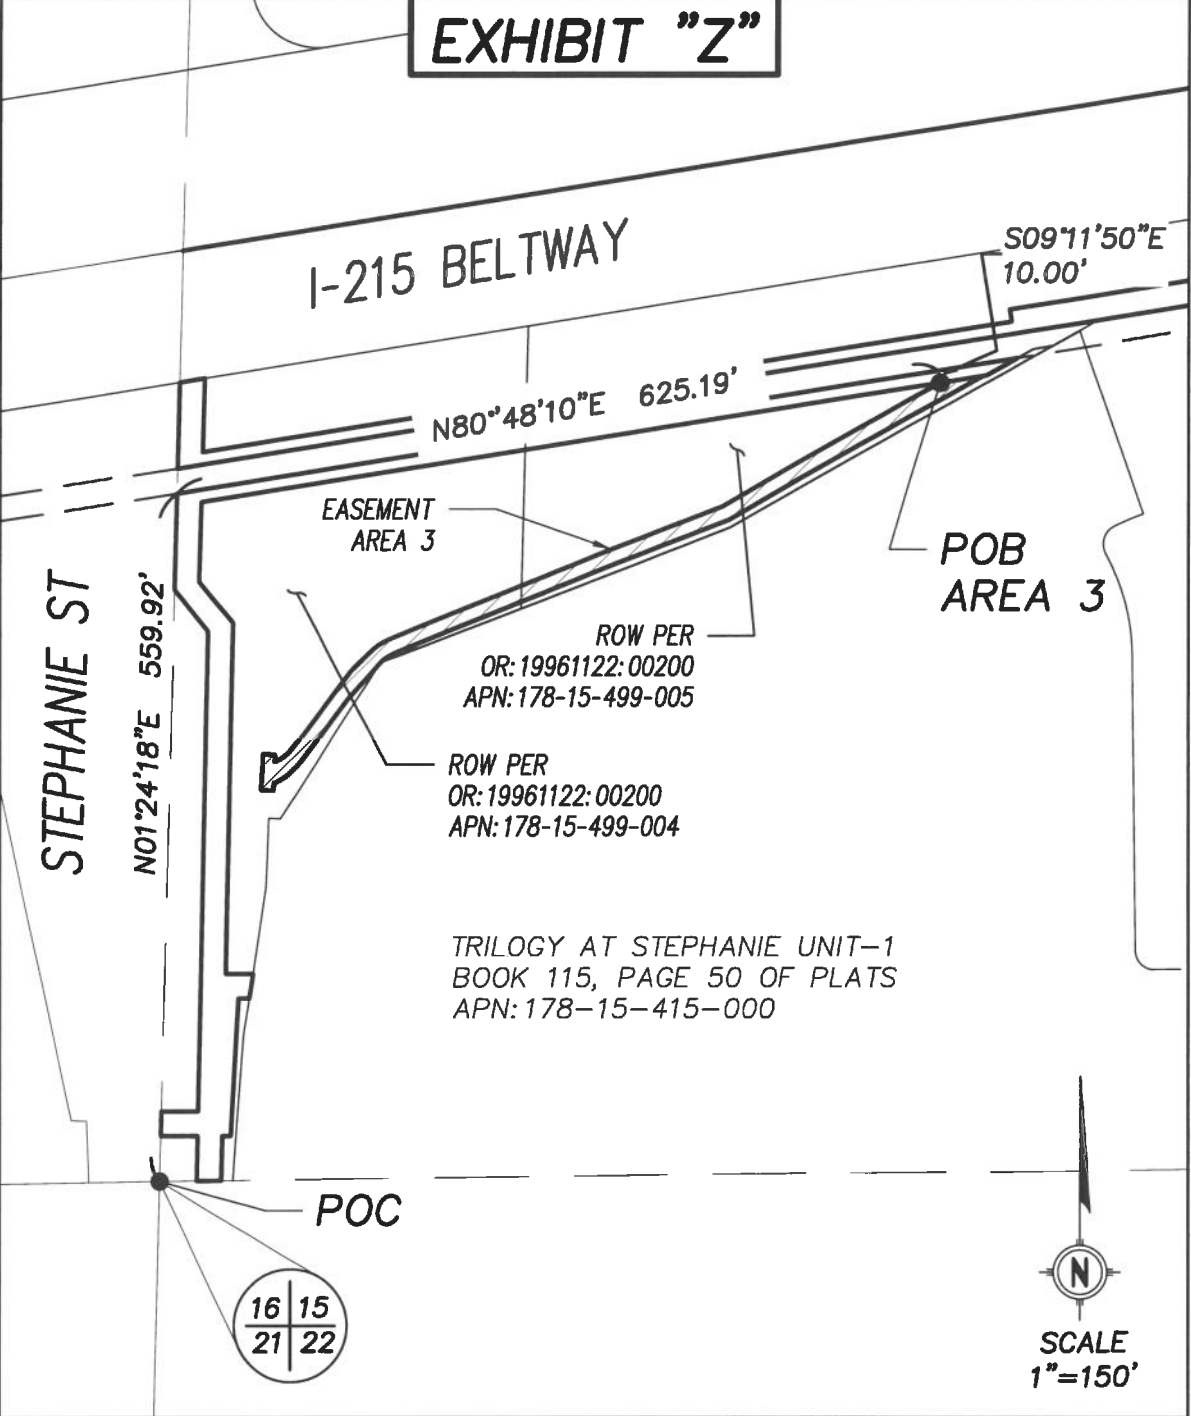 EXHIBIT "Z"
I-215 BELTWAY
S09°11'50"E
10.00'
N80°48'10"E 625.19'
EASEMENT
AREA 3
POB
AREA 3
STEPHANIE ST
N01°24'18"E 559.92'
ROW PER
OR:19961122:00200
APN:178-15-499-005
ROW PER
OR:19961122:00200
APN:178-15-499-004
TRILOGY AT STEPHANIE UNIT-1
BOOK 115, PAGE 50 OF PLATS
APN:178-15-415-000
POC
16 15
21 22
N
SCALE
1"=150'